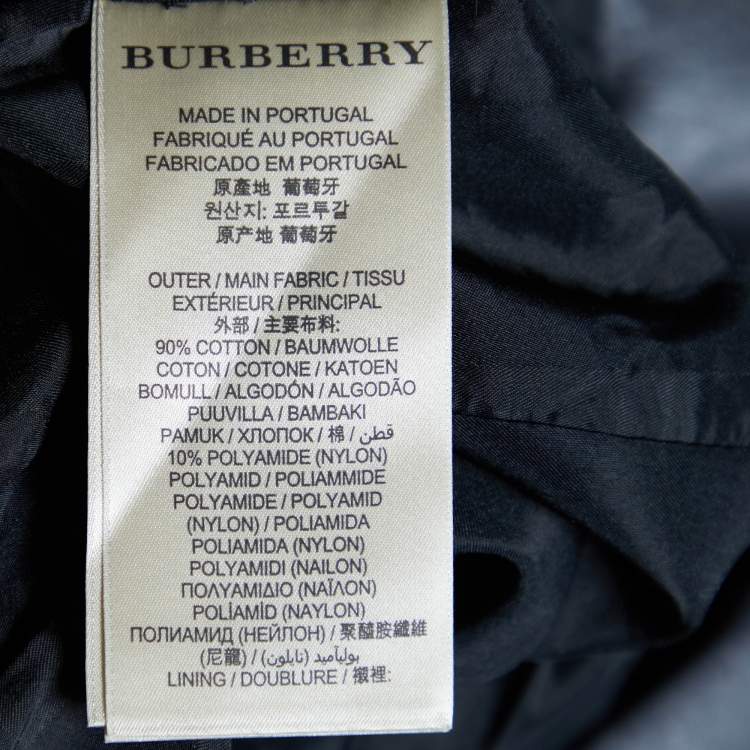 BURBERRY
MADE IN PORTUGAL
FABRIQUÉ AU PORTUGAL
FABRICADO EM PORTUGAL
原產地 葡萄牙
원산지: 포르투갈
原产地 葡萄牙
OUTER / MAIN FABRIC / TISSU
EXTÉRIEUR / PRINCIPAL
外部 / 主要布料:
90% COTTON / BAUMWOLLE
COTON / COTONE / KATOEN
BOMULL / ALGODÓN / ALGODÃO
PUUVILLA / BAMBAKI
PAMUK / ХЛОПОК / 棉 / قطن
10% POLYAMIDE (NYLON)
POLYAMID / POLIAMMIDE
POLYAMIDE / POLYAMID
(NYLON) / POLIAMIDA
POLIAMIDA (NYLON)
POLYAMIDI (NAILON)
ΠΟΛΥΑΜΙΔΙΟ (ΝΑΪΛΟΝ)
POLİAMİD (NAYLON)
ПОЛИАМИД (НЕЙЛОН) / 聚醯胺纖維
(尼龍) / بوليأميد (نايلون)
LINING / DOUBLURE / 襯裡: